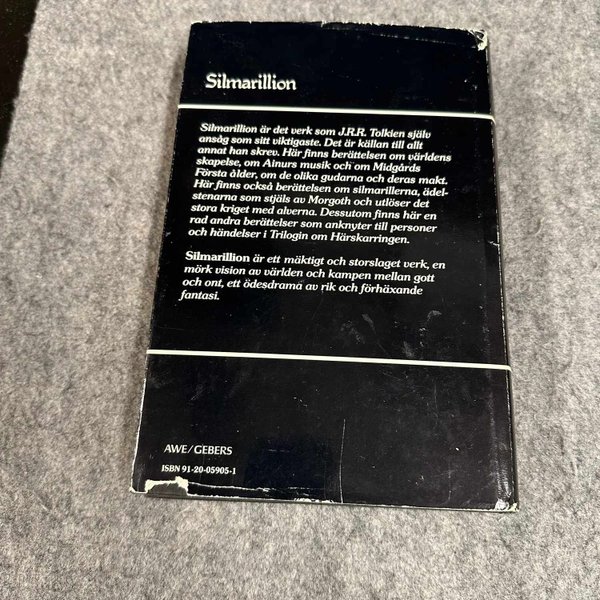 Silmarillion
Silmarillion är det verk som J.R.R. Tolkien själv
ansåg som sitt viktigaste. Det är källan till allt
annat han skrev. Här finns berättelsen om världens
skapelse, om Ainurs musik och om Midgårds
Första ålder, om de olika gudarna och deras makt.
Här finns också berättelsen om silmarillerna, ädel-
stenarna som stjäls av Morgoth och utlöser det
stora kriget med alverna. Dessutom finns här en
rad andra berättelser som anknyter till personer
och händelser i Trilogin om Härskarringen.
Silmarillion är ett mäktigt och storslaget verk, en
mörk vision av världen och kampen mellan gott
och ont, ett ödesdrama av rik och förhäxande
fantasi.
AWE/GEBERS
ISBN 91-20-05905-1